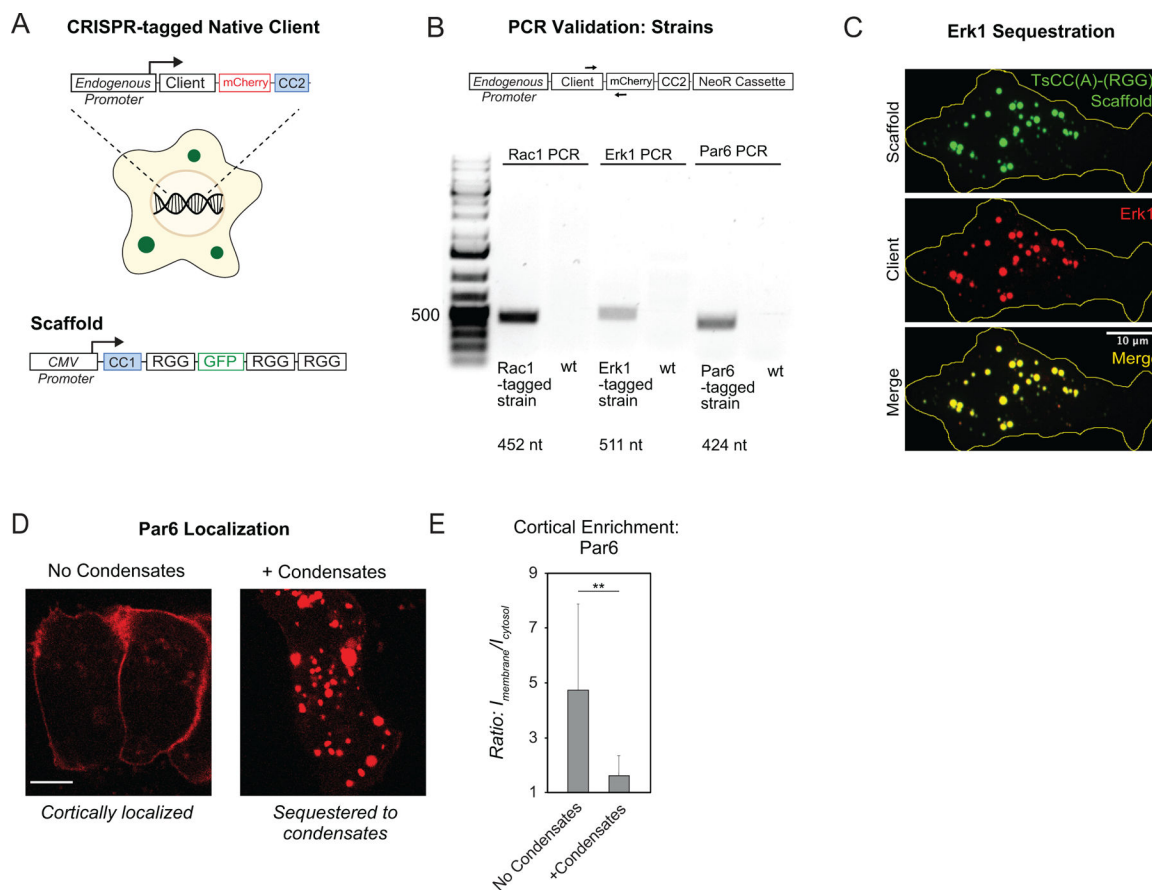 A
CRISPR-tagged Native Client
Endogenous
Promoter
Client
mCherry
CC2
Scaffold
CMV
Promoter
CC1
RGG
GFP
RGG
RGG
B
PCR Validation: Strains
Endogenous
Promoter
Client
mCherry
CC2
NeoR Cassette
Rac1 PCR
Erk1 PCR
Par6 PCR
500
Rac1
-tagged
strain
wt
Erk1
-tagged
strain
wt
Par6
-tagged
strain
wt
452 nt
511 nt
424 nt
C
Erk1 Sequestration
Scaffold
TsCC(A)-(RGG)
Scaffold
Client
Erk1
Merge
10 μm
Merge
D
Par6 Localization
No Condensates
+ Condensates
Cortically localized
Sequestered to
condensates
E
Cortical Enrichment:
Par6
Ratio: Imembrane/Icytosol
9
7
5
3
1
**
No Condensates
+Condensates